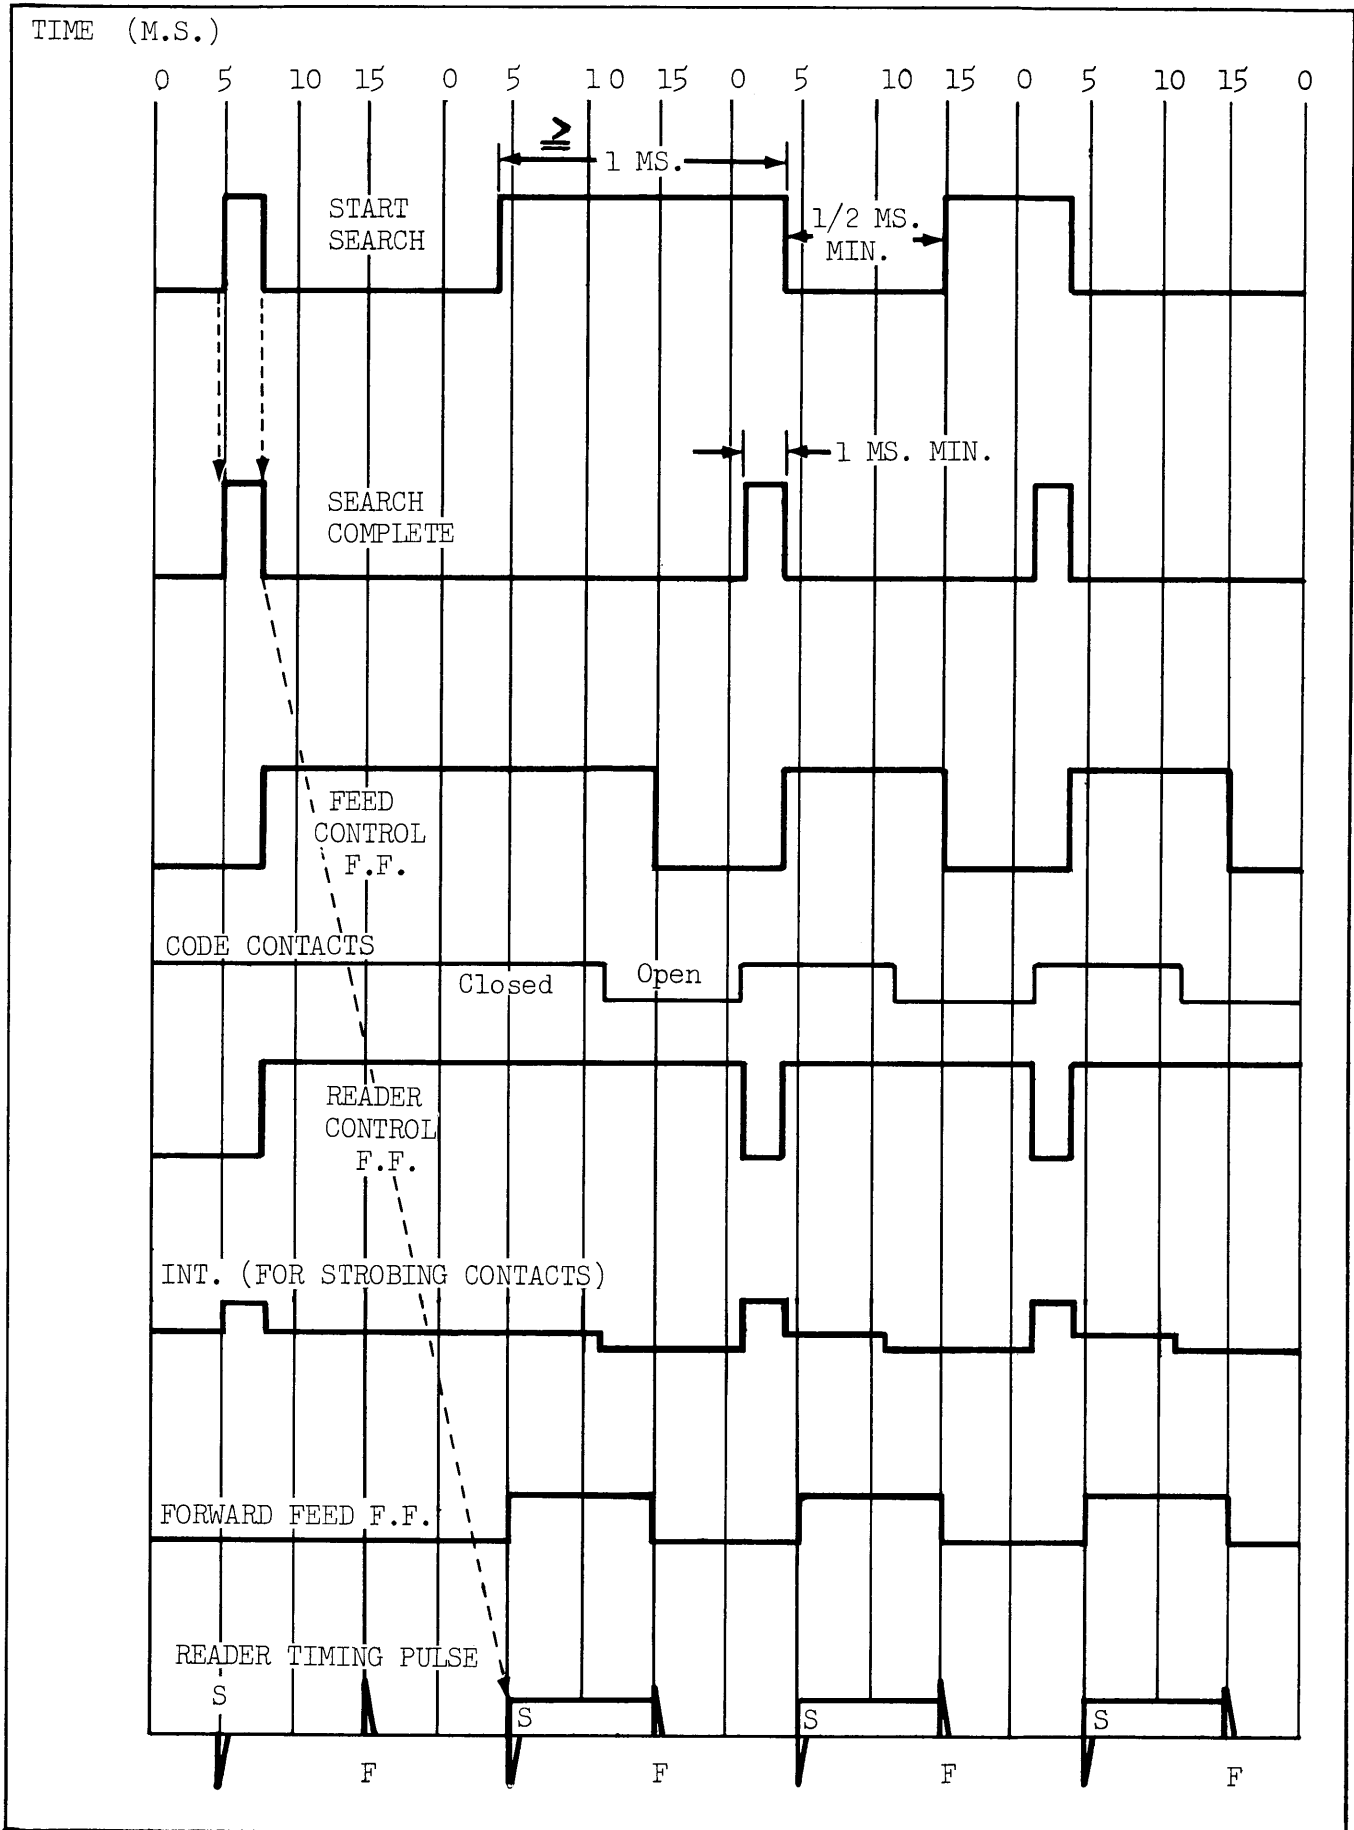 TIME (M.S.)
0 5 10 15 0 5 10 15 0 5 10 15 0 5 10 15 0
≥
1 MS.
START
SEARCH
1/2 MS.
MIN.
1 MS. MIN.
SEARCH
COMPLETE
FEED
CONTROL
F.F.
CODE CONTACTS
Closed
Open
READER
CONTROL
F.F.
INT. (FOR STROBING CONTACTS)
FORWARD FEED F.F.
READER TIMING PULSE
S
S S S
F F F F